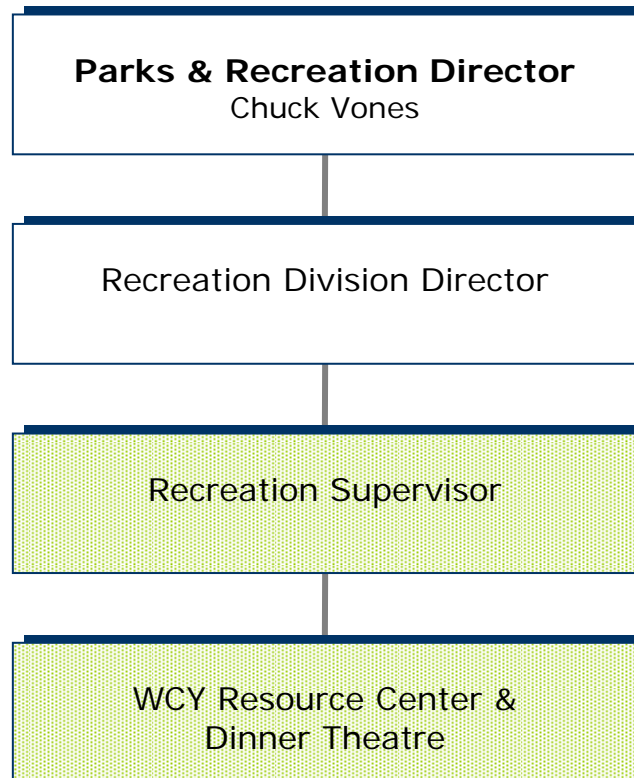 Parks & Recreation Director
Chuck Vones
Recreation Division Director
Recreation Supervisor
WCY Resource Center &
Dinner Theatre